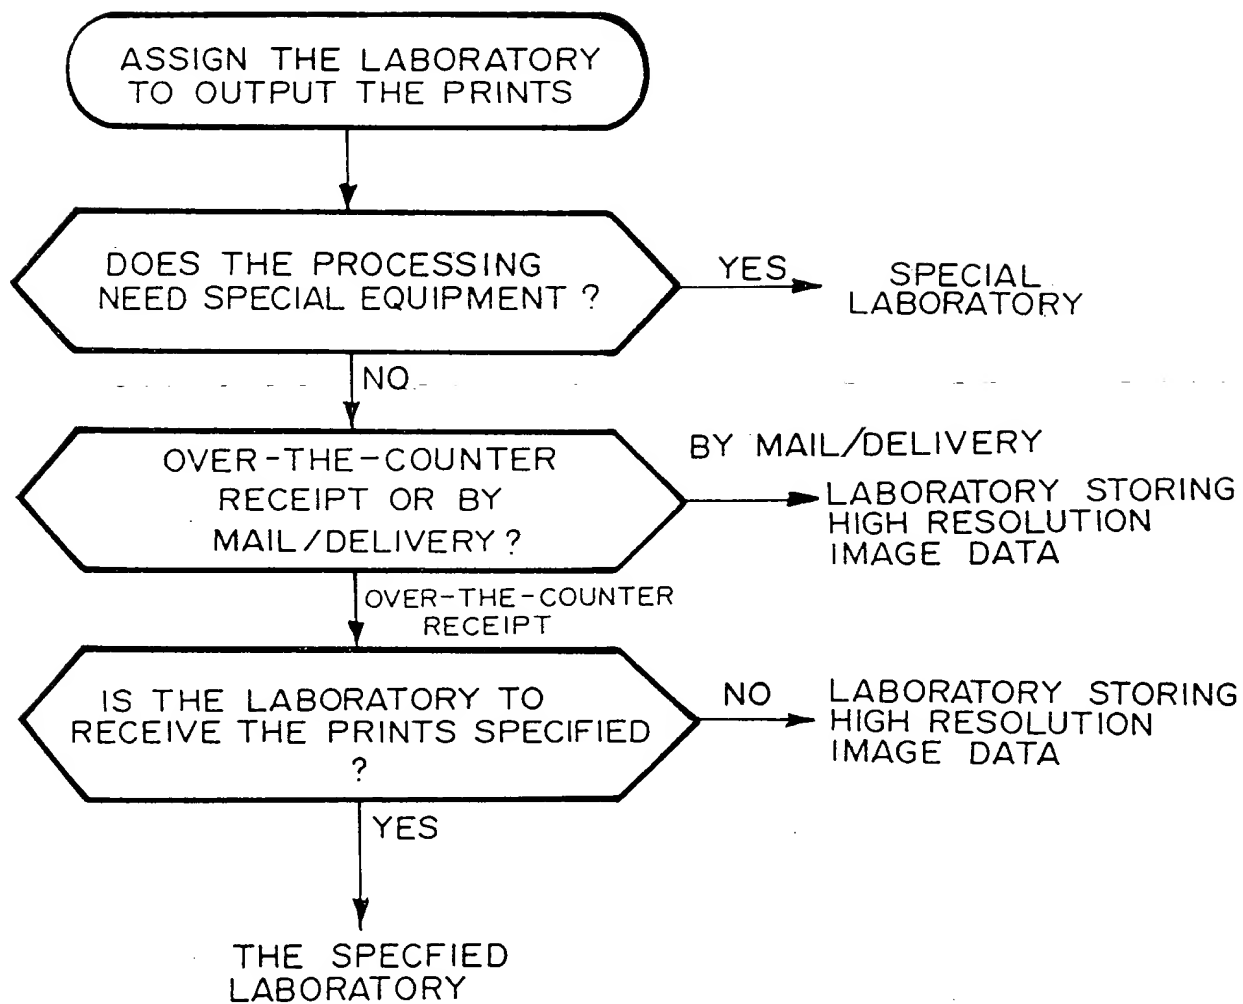 ASSIGN THE LABORATORY
TO OUTPUT THE PRINTS
DOES THE PROCESSING
NEED SPECIAL EQUIPMENT ?
YES
SPECIAL
LABORATORY
NO
OVER-THE-COUNTER
RECEIPT OR BY
MAIL/DELIVERY ?
BY MAIL/DELIVERY
LABORATORY STORING
HIGH RESOLUTION
IMAGE DATA
OVER-THE-COUNTER
RECEIPT
IS THE LABORATORY TO
RECEIVE THE PRINTS SPECIFIED
?
NO
LABORATORY STORING
HIGH RESOLUTION
IMAGE DATA
YES
THE SPECFIED
LABORATORY